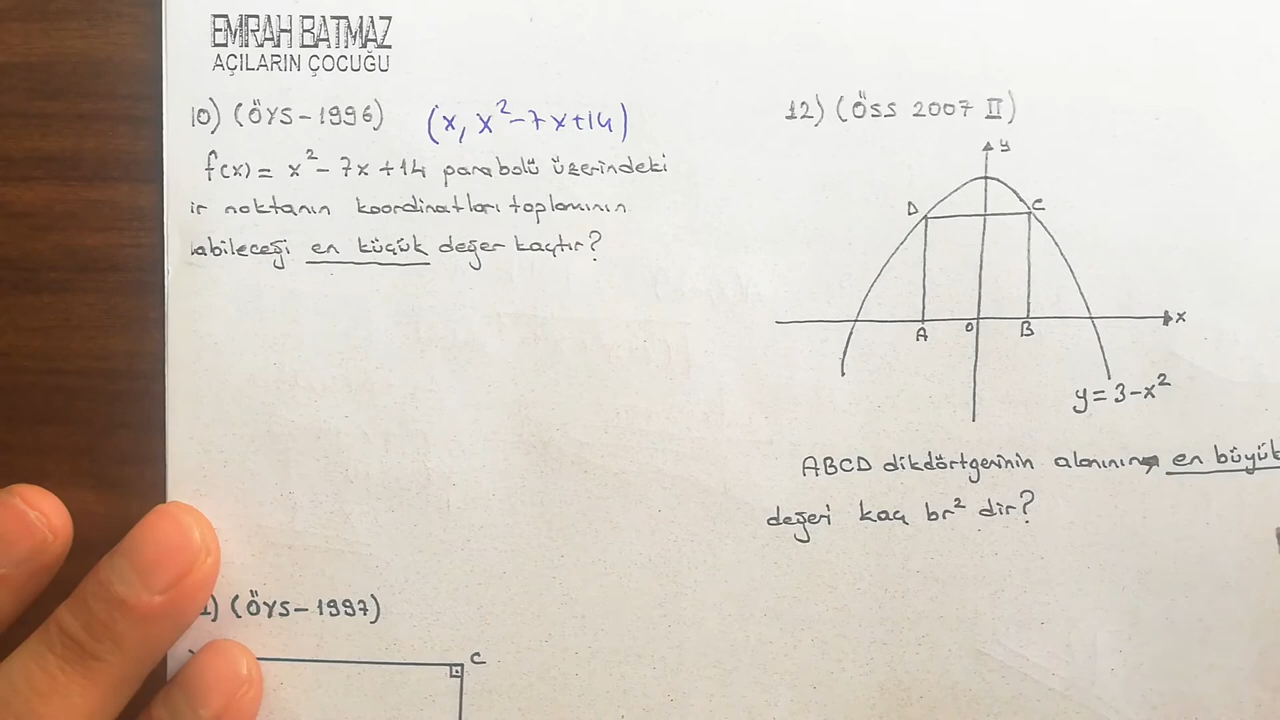 EMRAH BATMAZ
AÇILARIN ÇOCUĞU
10) (ÖYS-1996) (x, x²-7x+14)
f(x) = x² - 7x + 14 parabolü üzerindeki
ir noktanın koordinatları toplamının
labileceği en küçük değer kaçtır?
1) (ÖYS-1997)
C
12) (ÖSS 2007 II)
y
D C
A O B x
y = 3-x²
ABCD dikdörtgeninin alanının en büyük
değeri kaç br² dir?